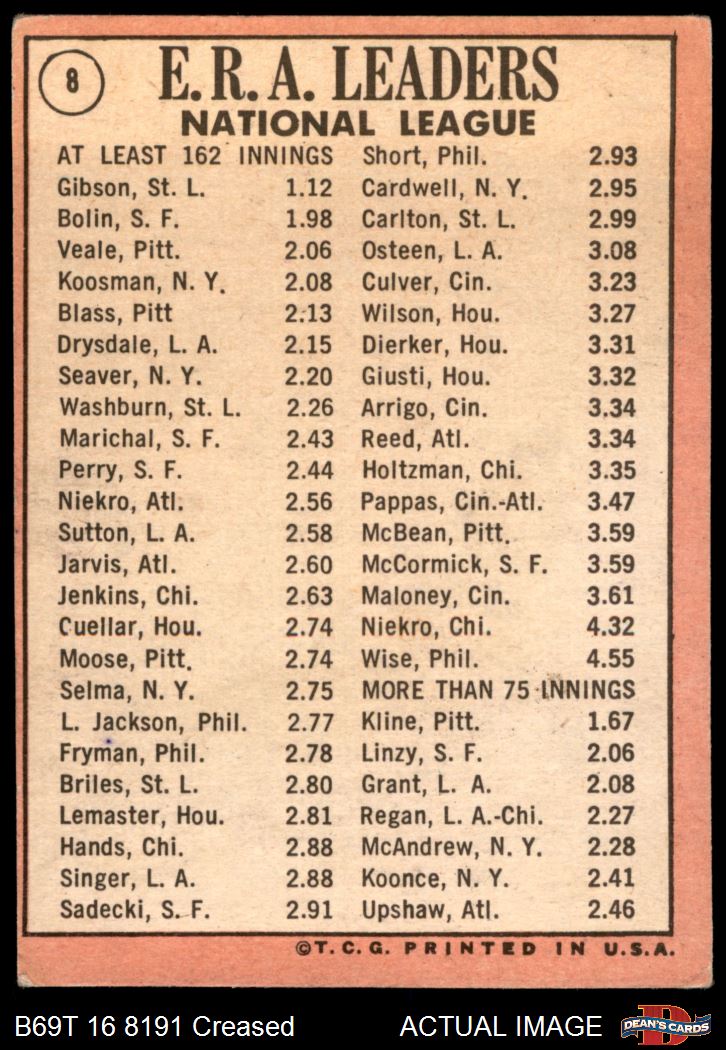 8
E. R. A. LEADERS
NATIONAL LEAGUE
AT LEAST 162 INNINGS
Gibson, St. L. 1.12
Bolin, S. F. 1.98
Veale, Pitt. 2.06
Koosman, N. Y. 2.08
Blass, Pitt 2.13
Drysdale, L. A. 2.15
Seaver, N. Y. 2.20
Washburn, St. L. 2.26
Marichal, S. F. 2.43
Perry, S. F. 2.44
Niekro, Atl. 2.56
Sutton, L. A. 2.58
Jarvis, Atl. 2.60
Jenkins, Chi. 2.63
Cuellar, Hou. 2.74
Moose, Pitt. 2.74
Selma, N. Y. 2.75
L. Jackson, Phil. 2.77
Fryman, Phil. 2.78
Briles, St. L. 2.80
Lemaster, Hou. 2.81
Hands, Chi. 2.88
Singer, L. A. 2.88
Sadecki, S. F. 2.91
Short, Phil. 2.93
Cardwell, N. Y. 2.95
Carlton, St. L. 2.99
Osteen, L. A. 3.08
Culver, Cin. 3.23
Wilson, Hou. 3.27
Dierker, Hou. 3.31
Giusti, Hou. 3.32
Arrigo, Cin. 3.34
Reed, Atl. 3.34
Holtzman, Chi. 3.35
Pappas, Cin.-Atl. 3.47
McBean, Pitt. 3.59
McCormick, S. F. 3.59
Maloney, Cin. 3.61
Niekro, Chi. 4.32
Wise, Phil. 4.55
MORE THAN 75 INNINGS
Kline, Pitt. 1.67
Linzy, S. F. 2.06
Grant, L. A. 2.08
Regan, L. A.-Chi. 2.27
McAndrew, N. Y. 2.28
Koonce, N. Y. 2.41
Upshaw, Atl. 2.46
©T. C. G. PRINTED IN U.S.A.
B69T 16 8191 Creased
ACTUAL IMAGE
DEAN'S CARDS